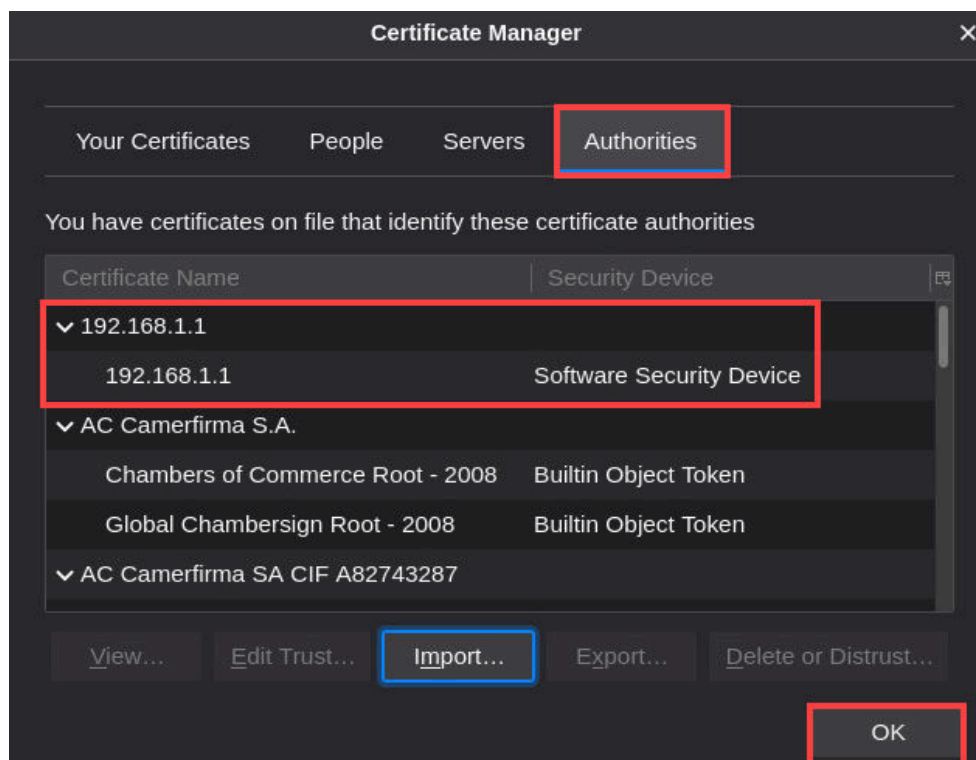 Certificate Manager
Your Certificates People Servers Authorities
You have certificates on file that identify these certificate authorities
Certificate Name Security Device
192.168.1.1
192.168.1.1 Software Security Device
AC Camerfirma S.A.
Chambers of Commerce Root - 2008 Builtin Object Token
Global Chambersign Root - 2008 Builtin Object Token
AC Camerfirma SA CIF A82743287
View… Edit Trust… Import… Export… Delete or Distrust…
OK